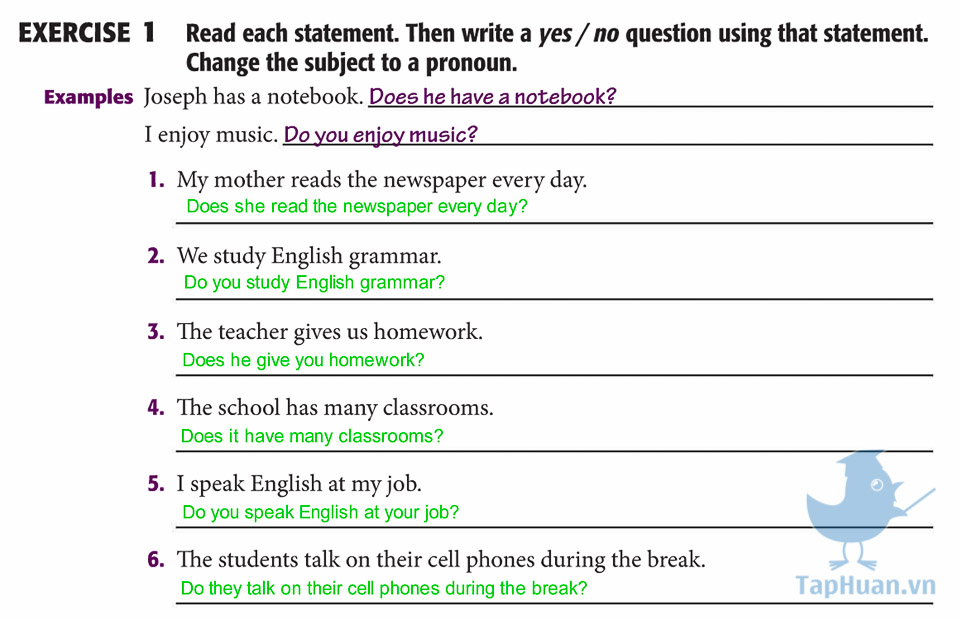 EXERCISE 1 Read each statement. Then write a yes / no question using that statement.
Change the subject to a pronoun.
Examples Joseph has a notebook. Does he have a notebook?
I enjoy music. Do you enjoy music?
1. My mother reads the newspaper every day.
Does she read the newspaper every day?
2. We study English grammar.
Do you study English grammar?
3. The teacher gives us homework.
Does he give you homework?
4. The school has many classrooms.
Does it have many classrooms?
5. I speak English at my job.
Do you speak English at your job?
6. The students talk on their cell phones during the break.
Do they talk on their cell phones during the break?
TapHuan.vn